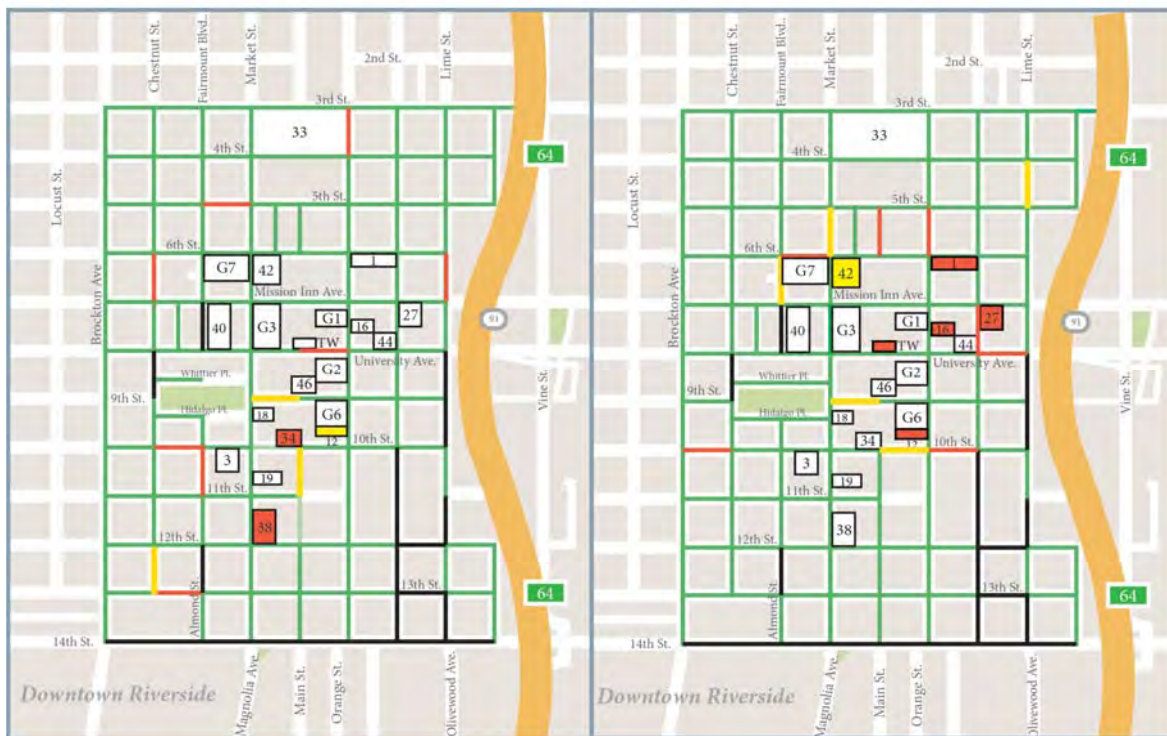 Chestnut St.
Fairmount Blvd..
Market St.
2nd St.
Lime St.
3rd St.
33
4th St.
64
Locust St.
5th St.
6th St.
G7
42
1
Mission Inn Ave.
Brockton Ave
40
G3
G1
16
27
91
TW
44
University Ave.
Whittier Pl.
G2
46
9th St.
Vine St.
Hidalgo Pl.
18
G6
34
12
10th St.
3
19
11th St.
38
12th St.
13th St.
Almond St.
64
14th St.
Magnolia Ave.
Main St.
Orange St.
Olivewood Ave.
Downtown Riverside
Chestnut St.
Fairmount Blvd..
Market St.
2nd St.
Lime St.
3rd St.
33
4th St.
64
Locust St.
5th St.
6th St.
G7
42
1
Mission Inn Ave.
Brockton Ave
40
G3
G1
16
27
91
TW
44
University Ave.
Whittier Pl.
G2
46
9th St.
Vine St.
Hidalgo Pl.
18
G6
34
12
10th St.
3
19
11th St.
38
12th St.
13th St.
Almond St.
64
14th St.
Magnolia Ave.
Main St.
Orange St.
Olivewood Ave.
Downtown Riverside